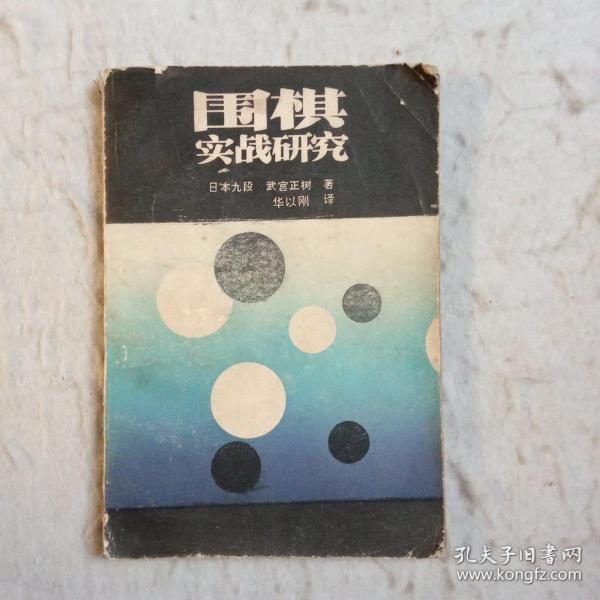 围棋
实战研究
日本九段 武宫正树 著
华以刚 译
孔夫子旧书网
www.kongfz.com